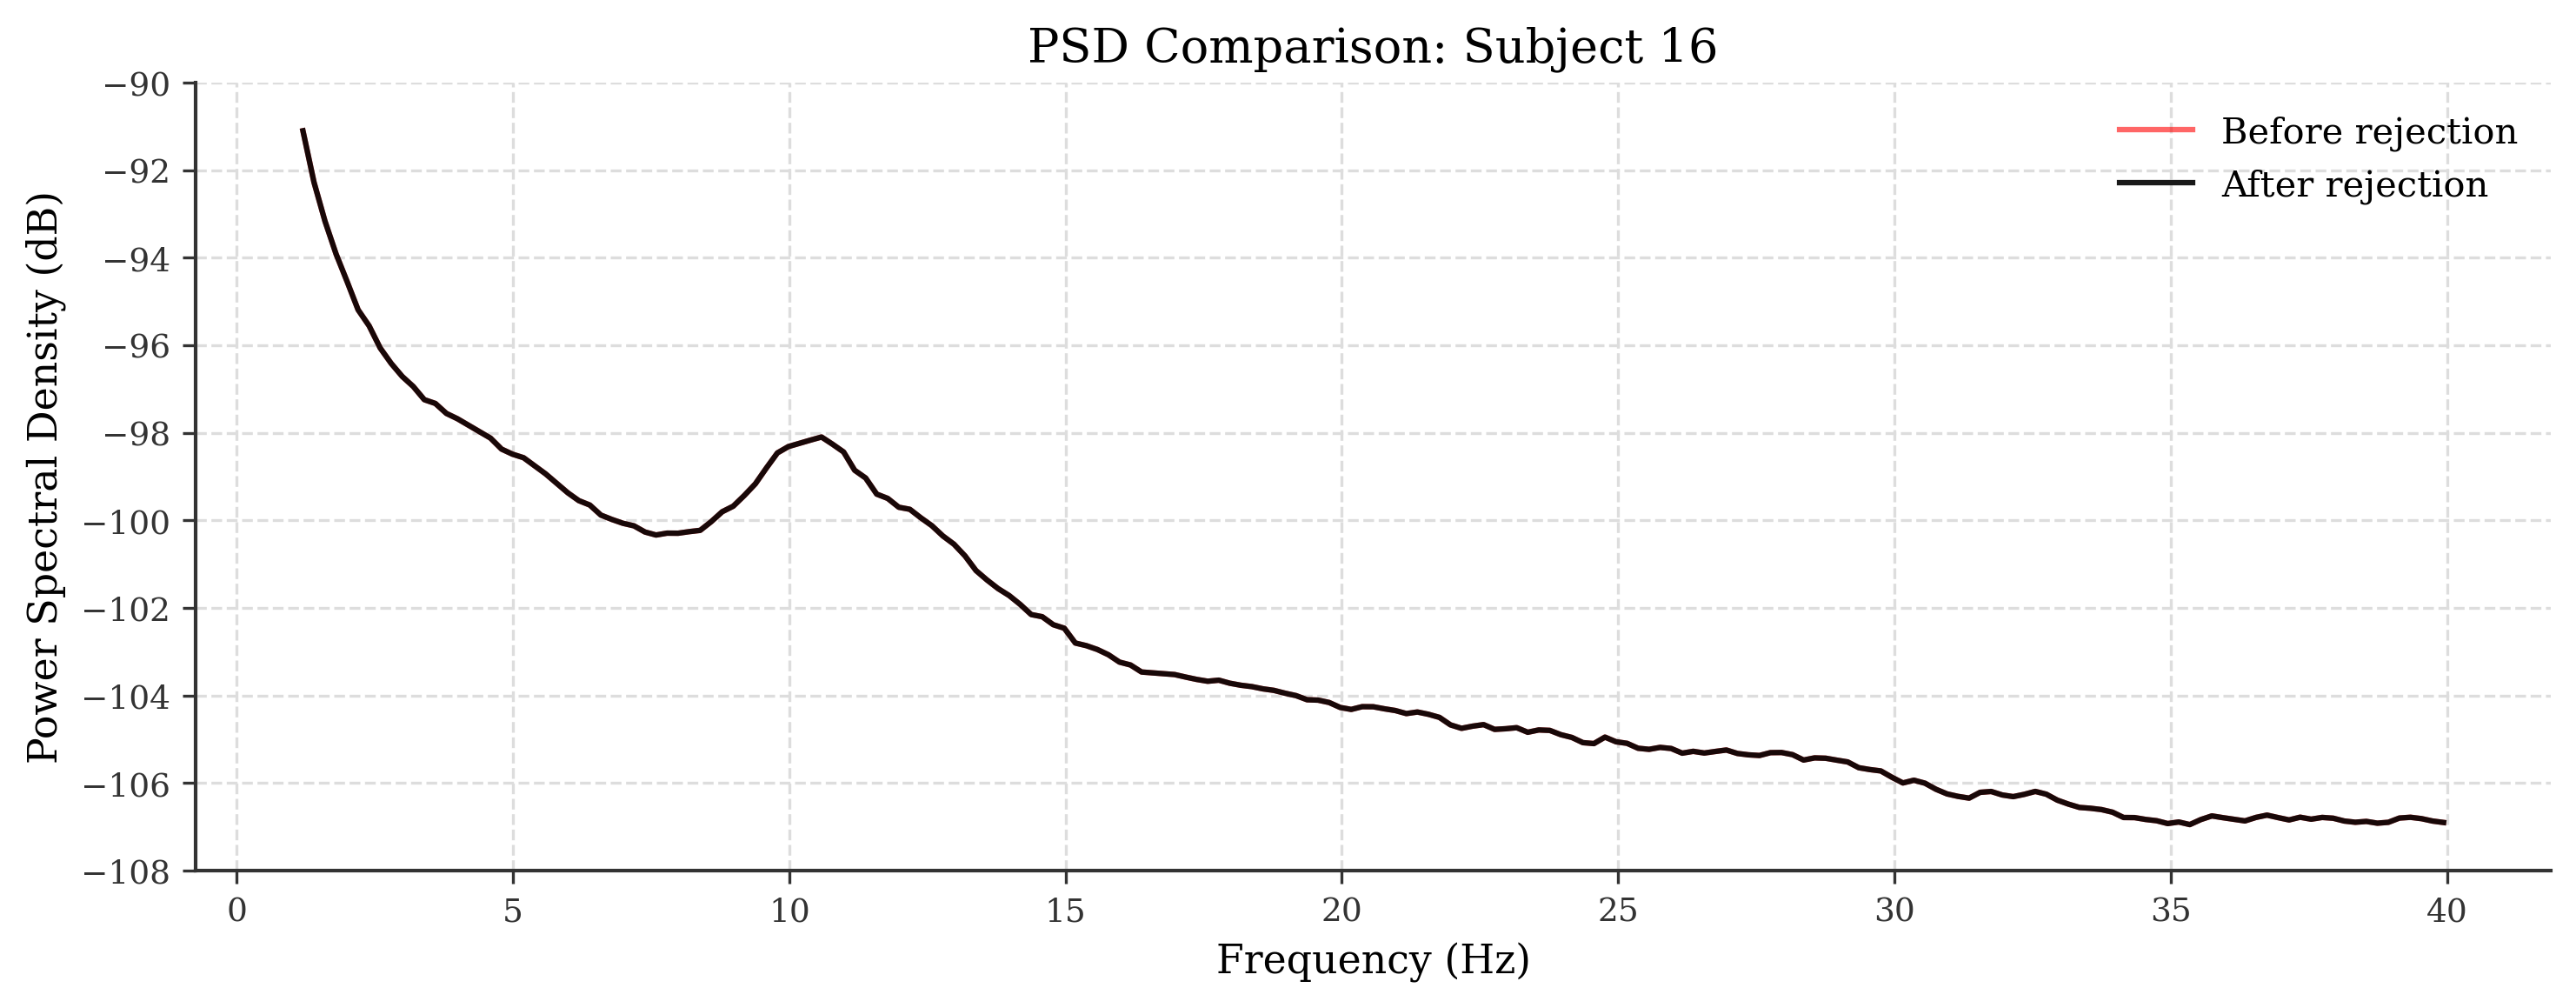 PSD Comparison: Subject 16
Power Spectral Density (dB)
−90
−92
−94
−96
−98
−100
−102
−104
−106
−108
Before rejection
After rejection
0 5 10 15 20 25 30 35 40
Frequency (Hz)